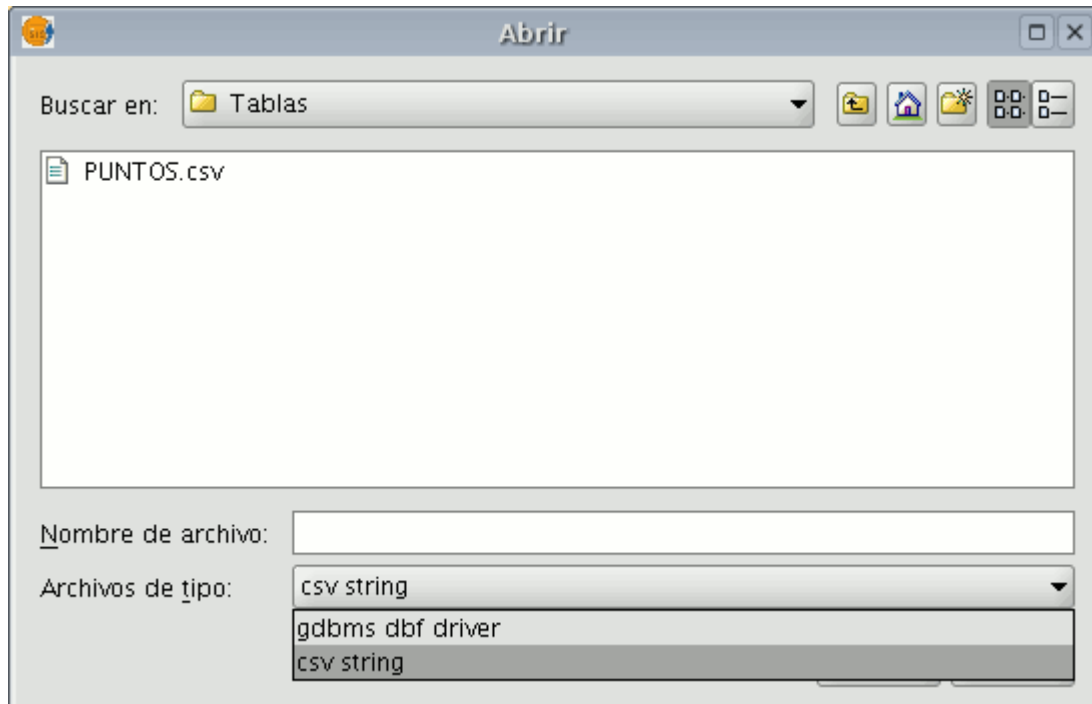 Abrir
Buscar en: Tablas
PUNTOS.csv
Nombre de archivo:
Archivos de tipo: csv string
gdbms dbf driver
csv string